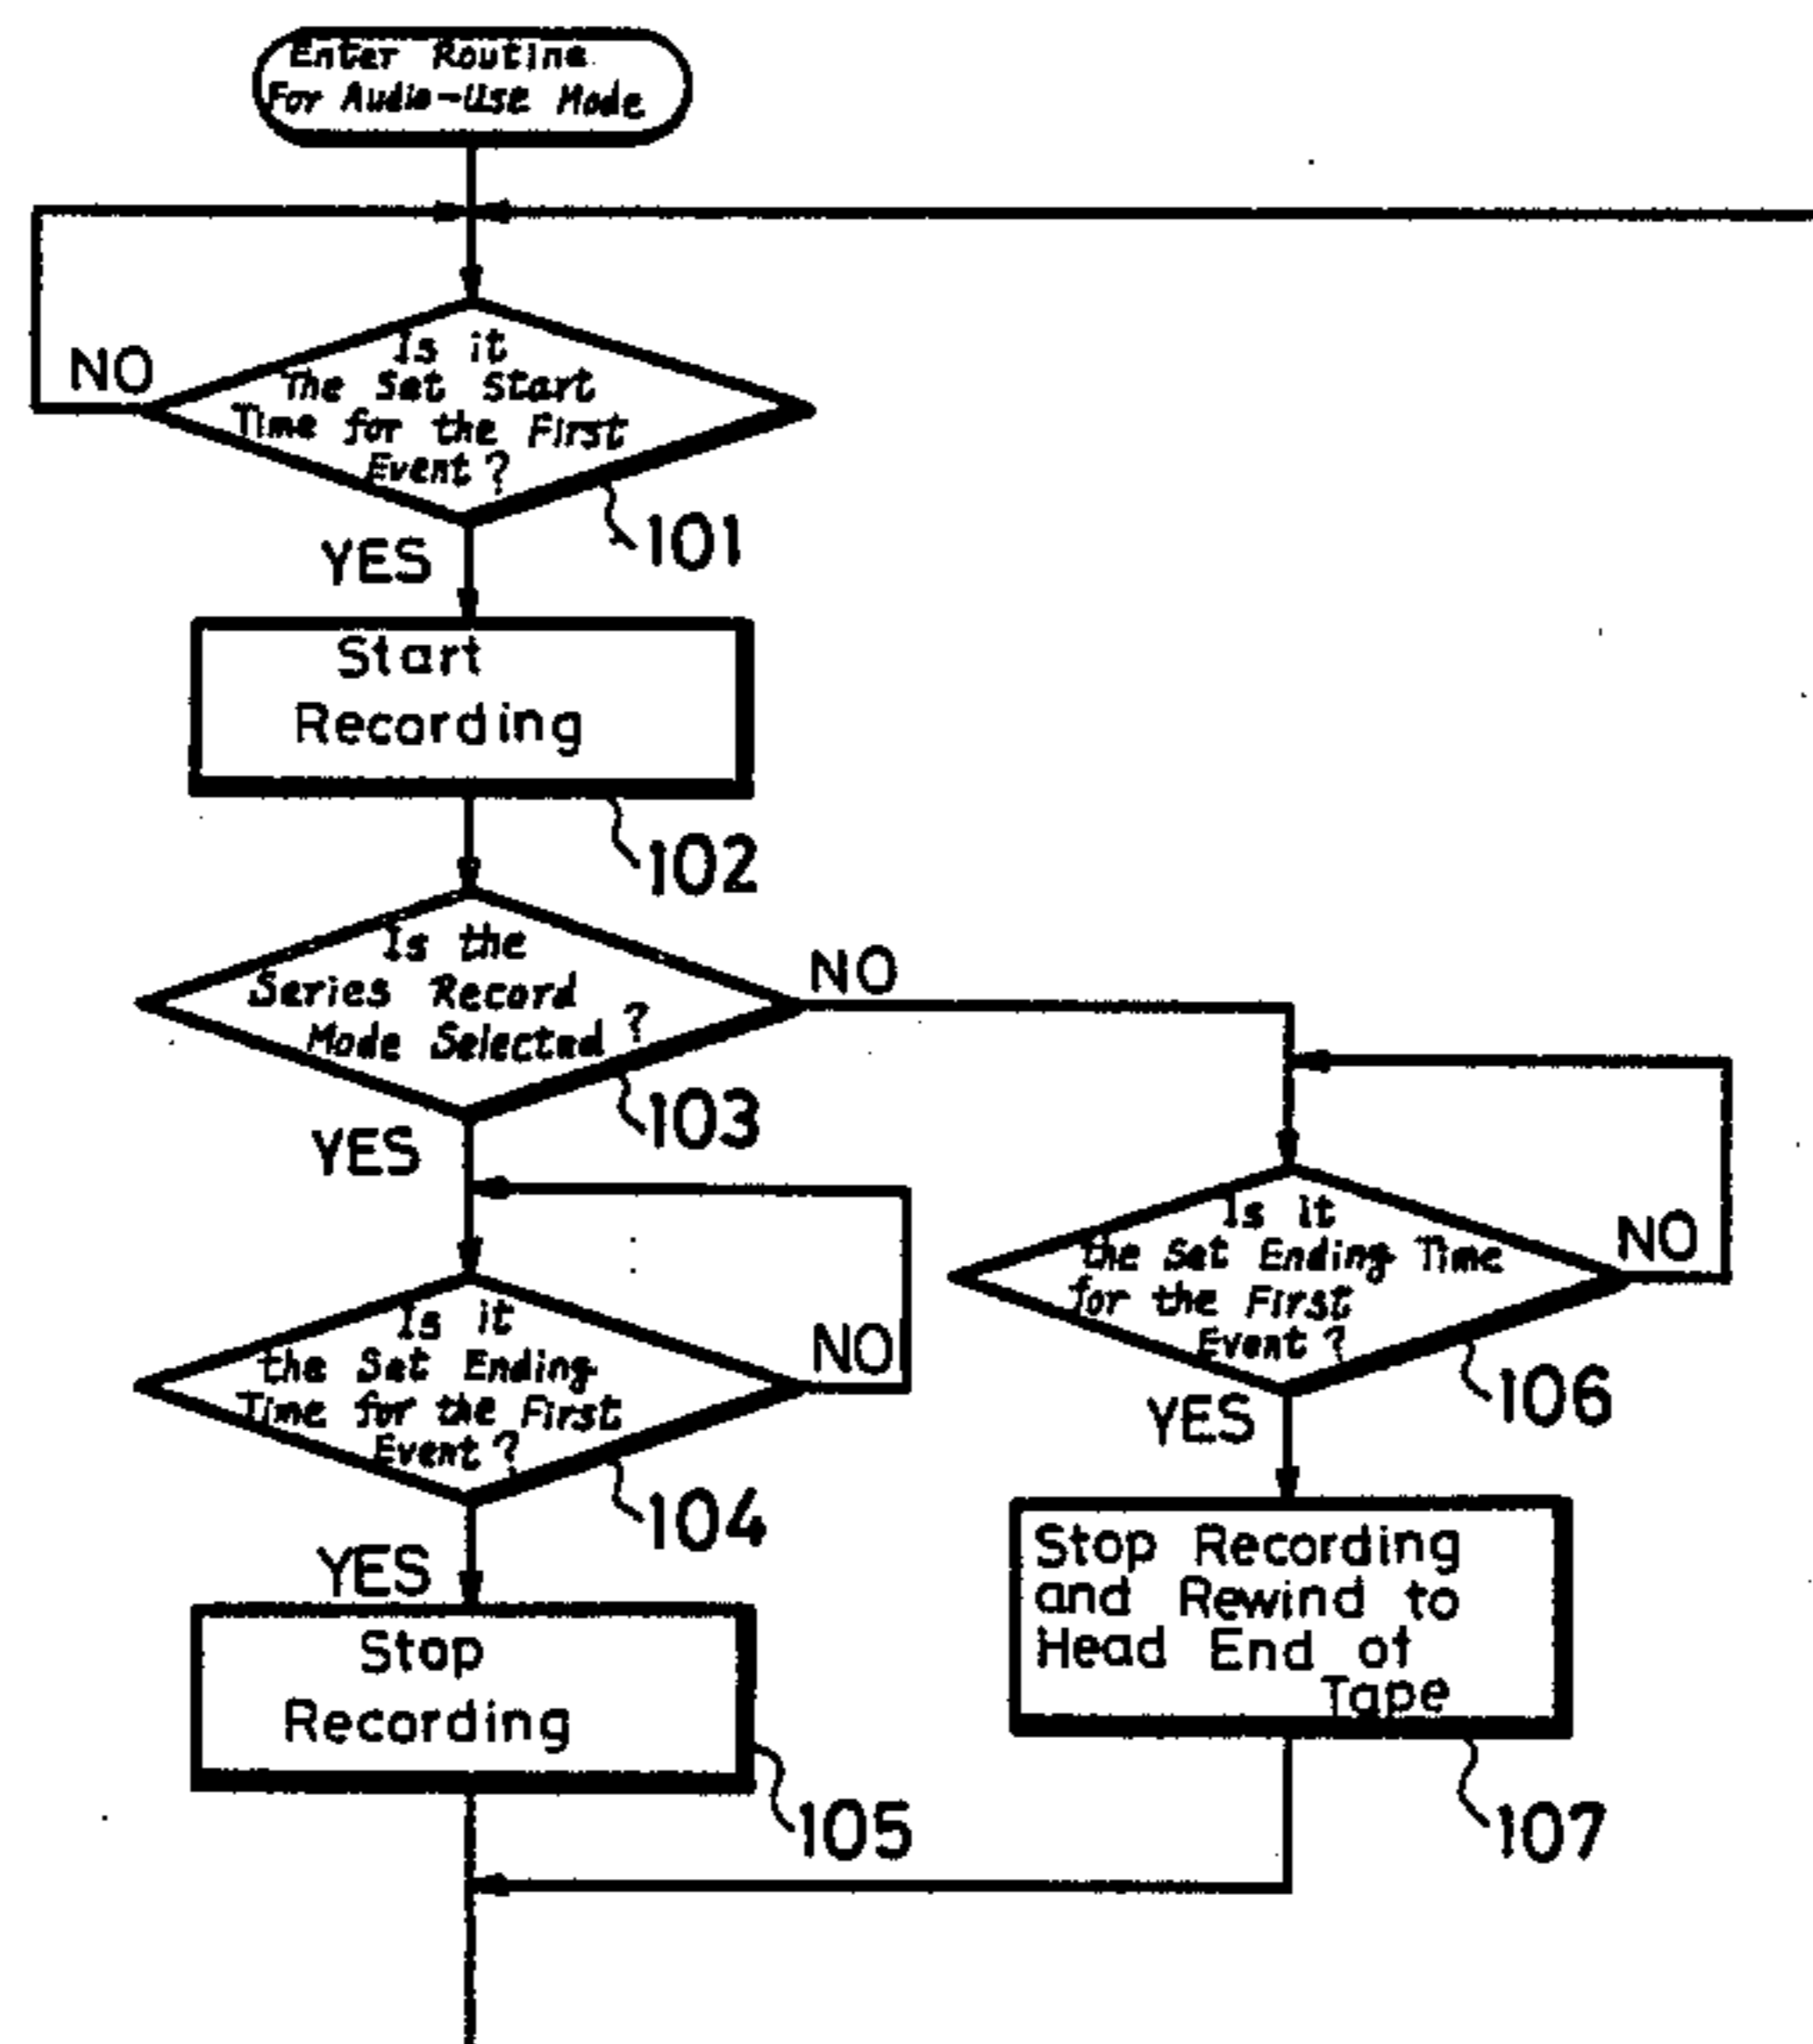 Enter Routine
For Audio-Use Mode
NO
Is it
The Set Start
Time for the First
Event?
101
YES
Start
Recording
102
Is the
Series Record
Mode Selected?
NO
103
YES
Is it
the Set Ending
Time for the First
Event?
NO
104
YES
Stop
Recording
105
Is it
the Set Ending Time
for the First
Event?
NO
106
YES
Stop Recording
and Rewind to
Head End of
Tape
107